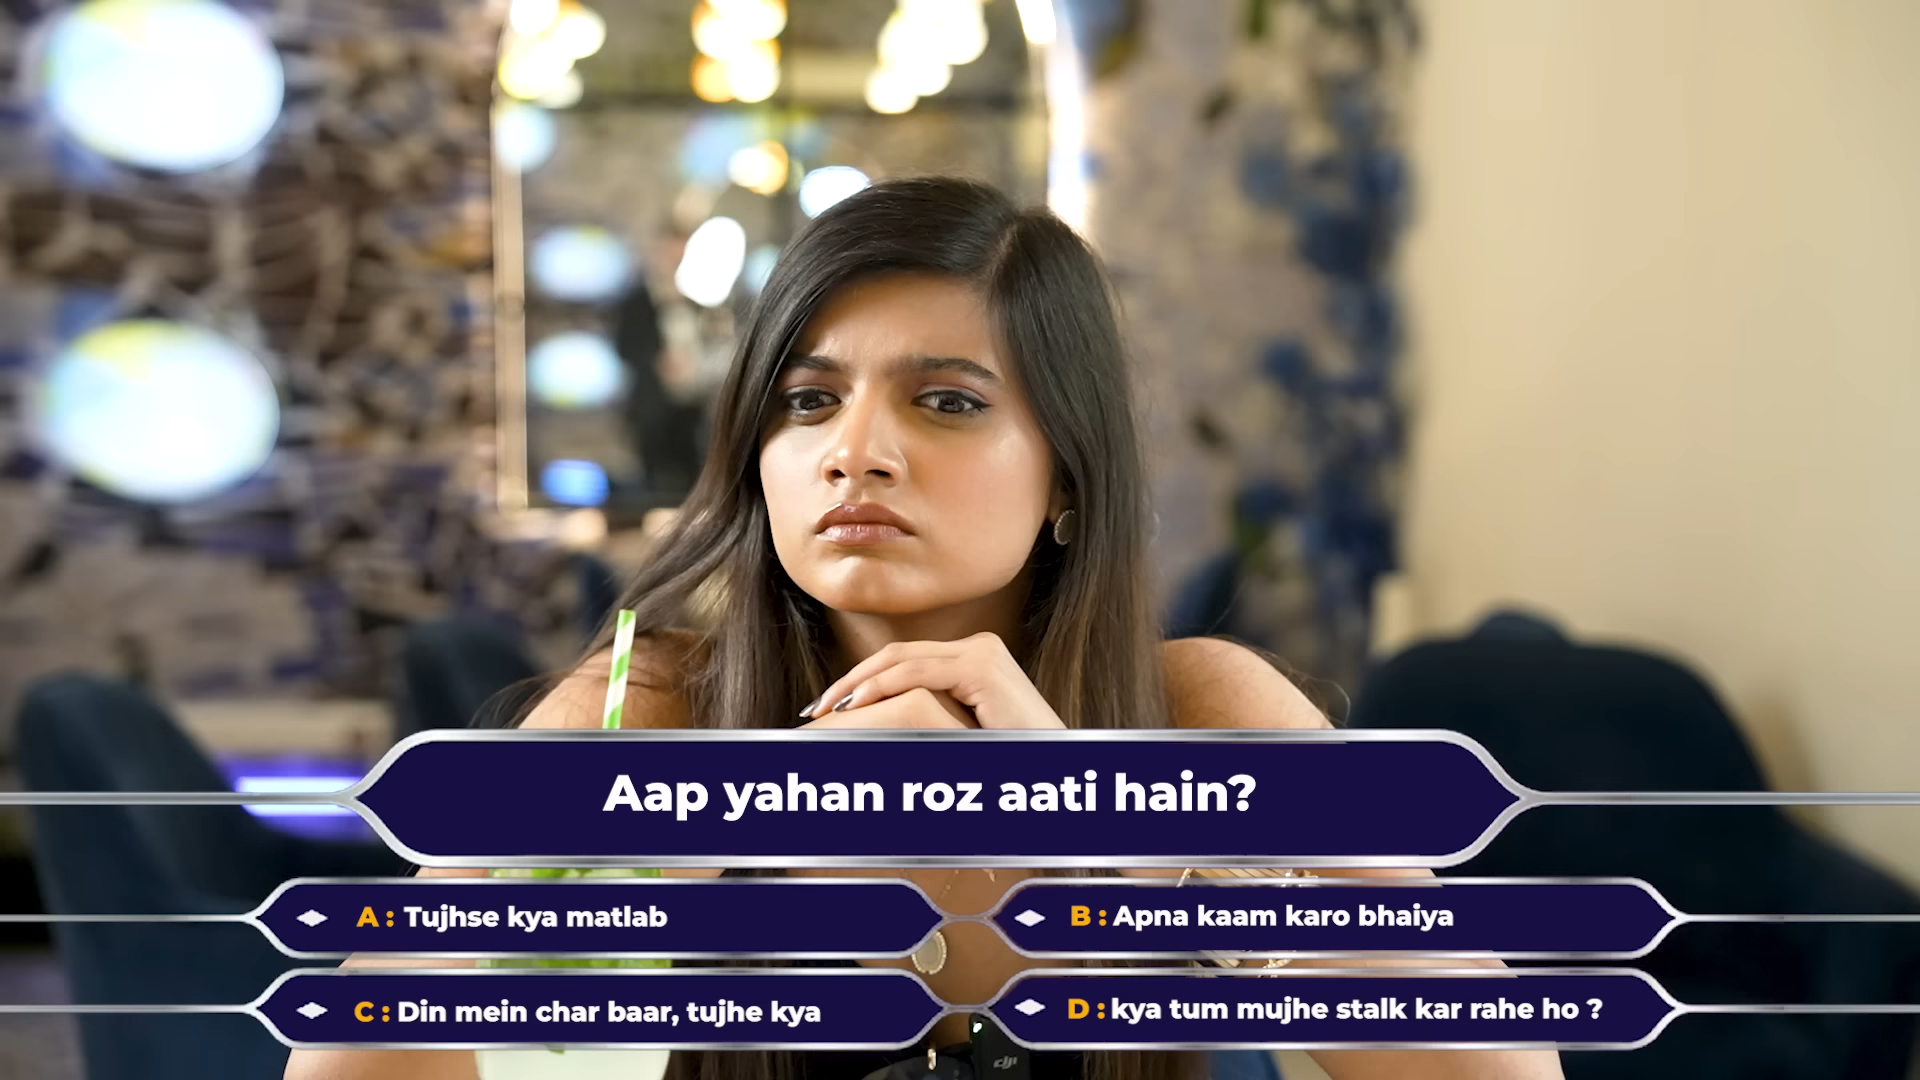 Aap yahan roz aati hain?
A : Tujhse kya matlab
B : Apna kaam karo bhaiya
C : Din mein char baar, tujhe kya
D : kya tum mujhe stalk kar rahe ho ?
dji